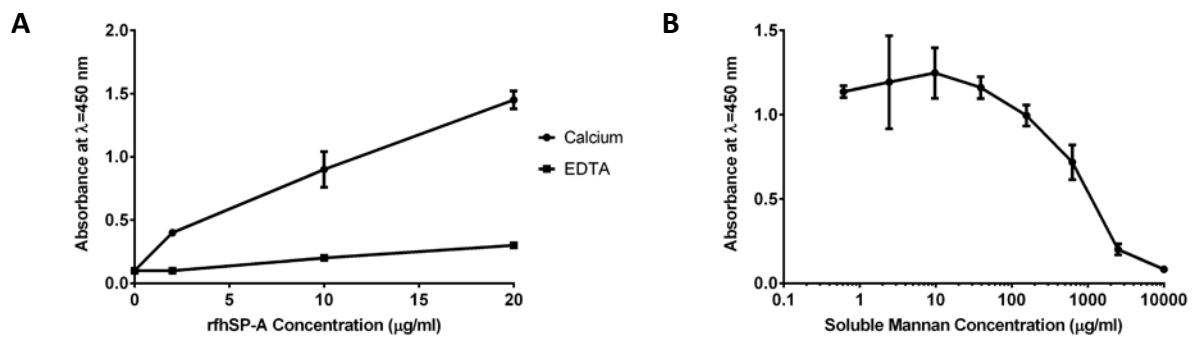 A
2.0
1.5
1.0
0.5
0.0
Absorbance at λ=450 nm
0 5 10 15 20
rfhSP-A Concentration (µg/ml)
Calcium
EDTA
B
1.5
1.0
0.5
0.0
Absorbance at λ=450 nm
0.1 1 10 100 1000 10000
Soluble Mannan Concentration (µg/ml)